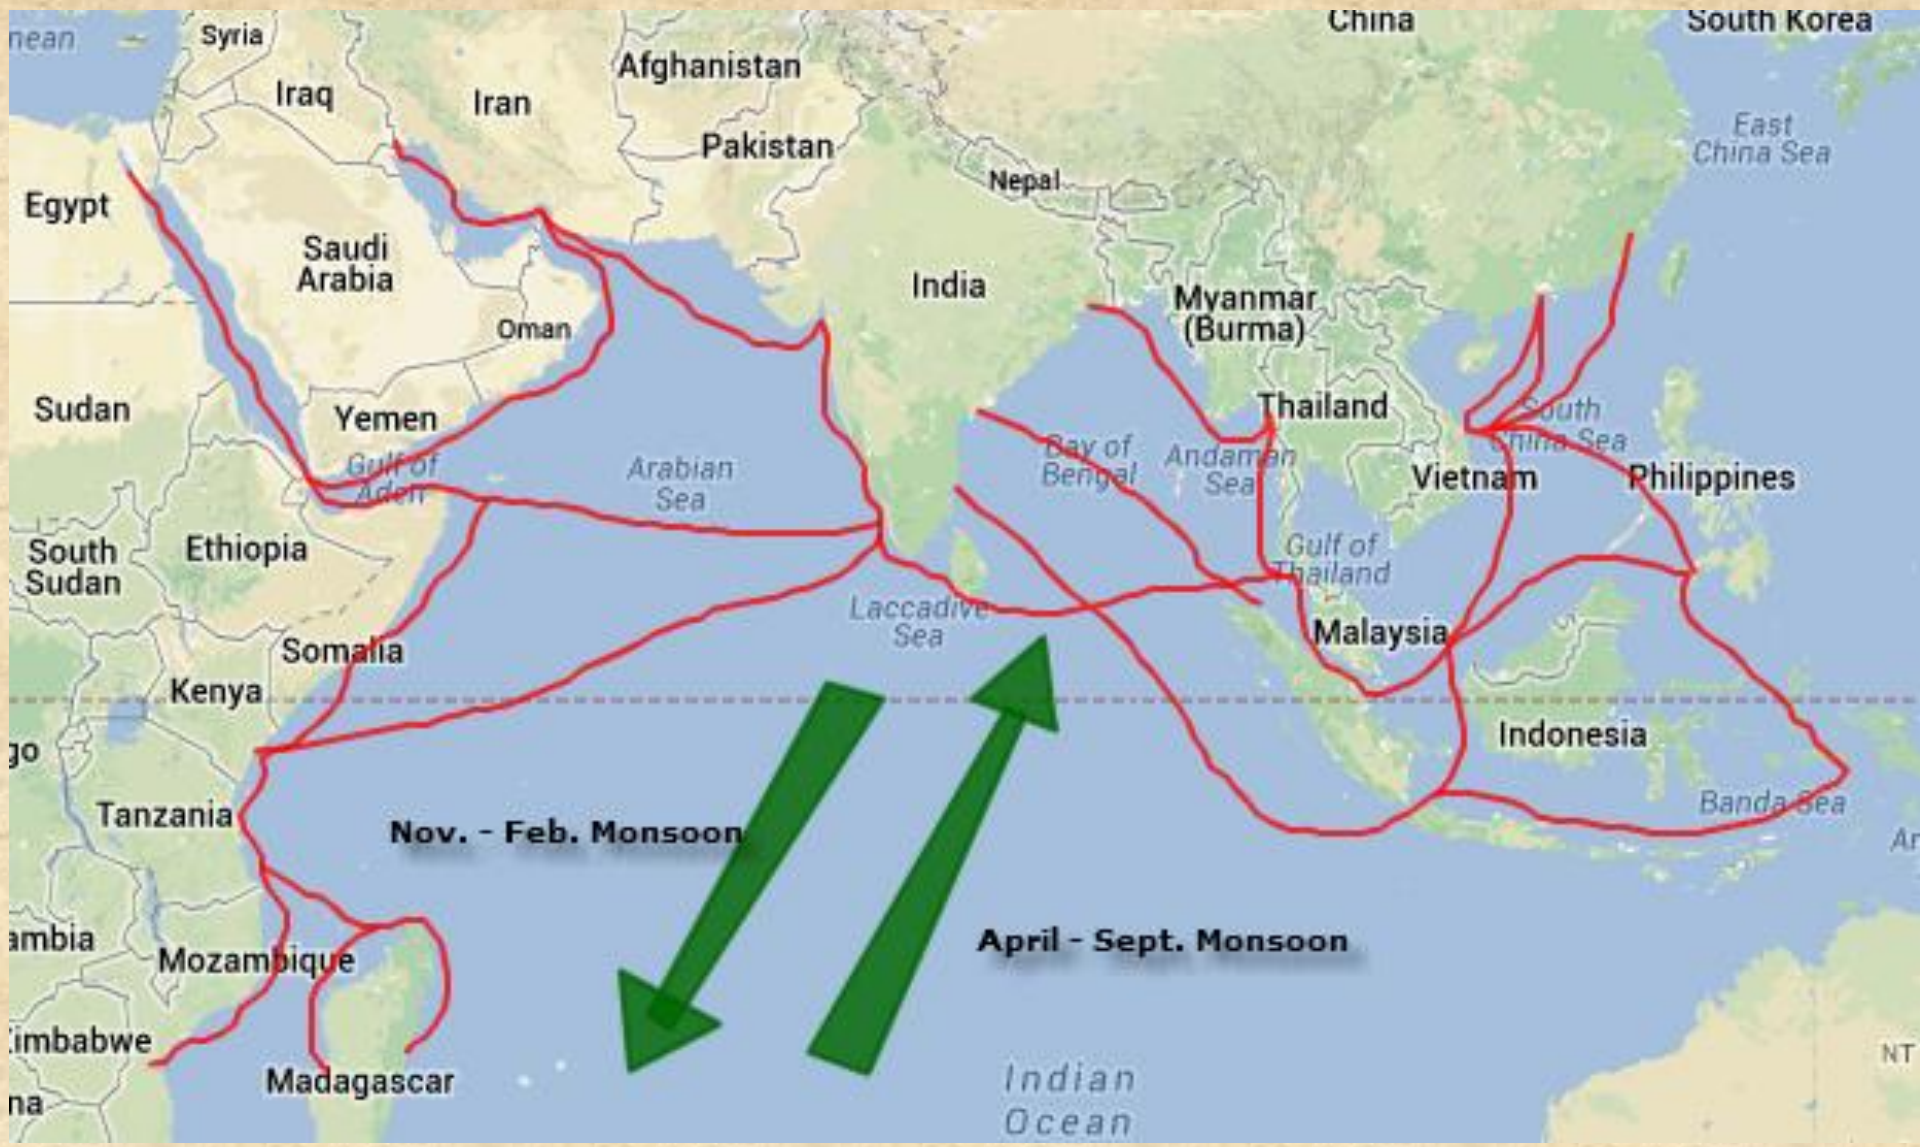 China
South Korea
nean
Syria
Afghanistan
Iraq
Iran
East
China Sea
Pakistan
Nepal
Egypt
Saudi
Arabia
India
Myanmar
(Burma)
Oman
Sudan
Yemen
Thailand
South
China Sea
Gulf of
Aden
Arabian
Sea
Bay of
Bengal
Andaman
Sea
Vietnam
Philippines
South
Sudan
Ethiopia
Gulf of
Thailand
Laccadive
Sea
Somalia
Malaysia
Kenya
go
Indonesia
Tanzania
Banda Sea
Nov. - Feb. Monsoon
Ar
ambia
Mozambique
April - Sept. Monsoon
imbabwe
NT
Madagascar
Indian
Ocean
na